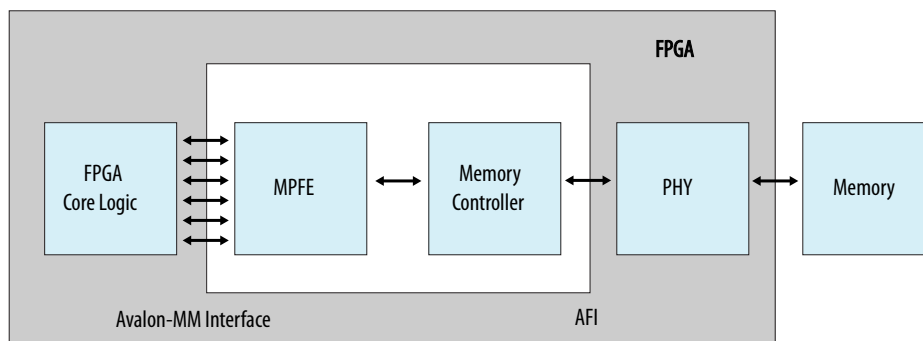 FPGA
FPGA
Core Logic
MPFE
Memory
Controller
PHY
Memory
Avalon-MM Interface
AFI